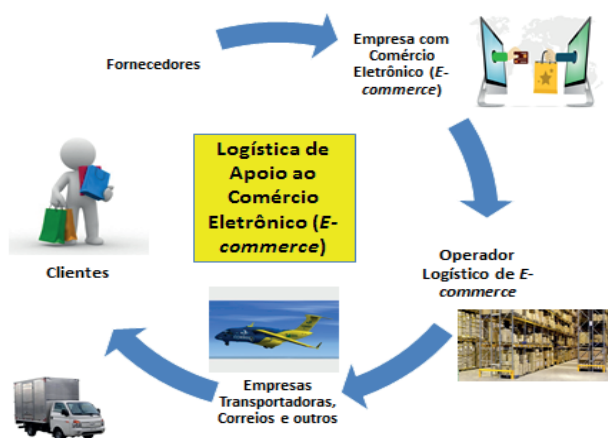 Fornecedores
Empresa com
Comércio
Eletrônico (E-
commerce)
Logística de
Apoio ao
Comércio
Eletrônico (E-
commerce)
Clientes
Operador
Logístico de E-
commerce
Empresas
Transportadoras,
Correios e outros